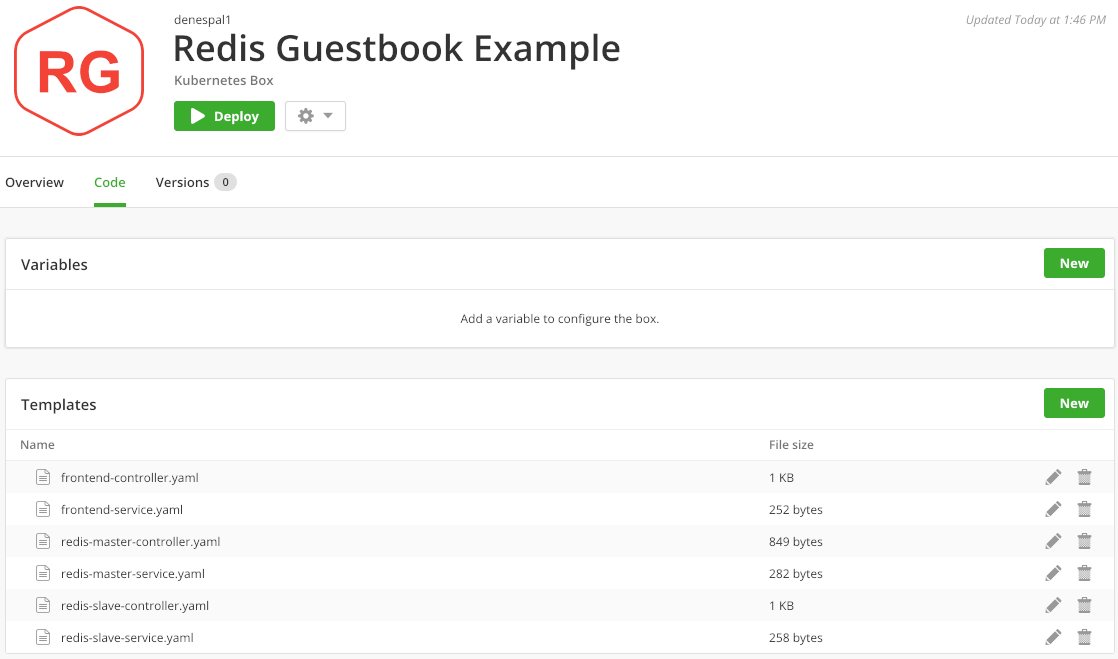 denespal1
Updated Today at 1:46 PM
RG
Redis Guestbook Example
Kubernetes Box
Deploy
Overview Code Versions 0
Variables New
Add a variable to configure the box.
Templates New
Name File size
frontend-controller.yaml 1 KB
frontend-service.yaml 252 bytes
redis-master-controller.yaml 849 bytes
redis-master-service.yaml 282 bytes
redis-slave-controller.yaml 1 KB
redis-slave-service.yaml 258 bytes